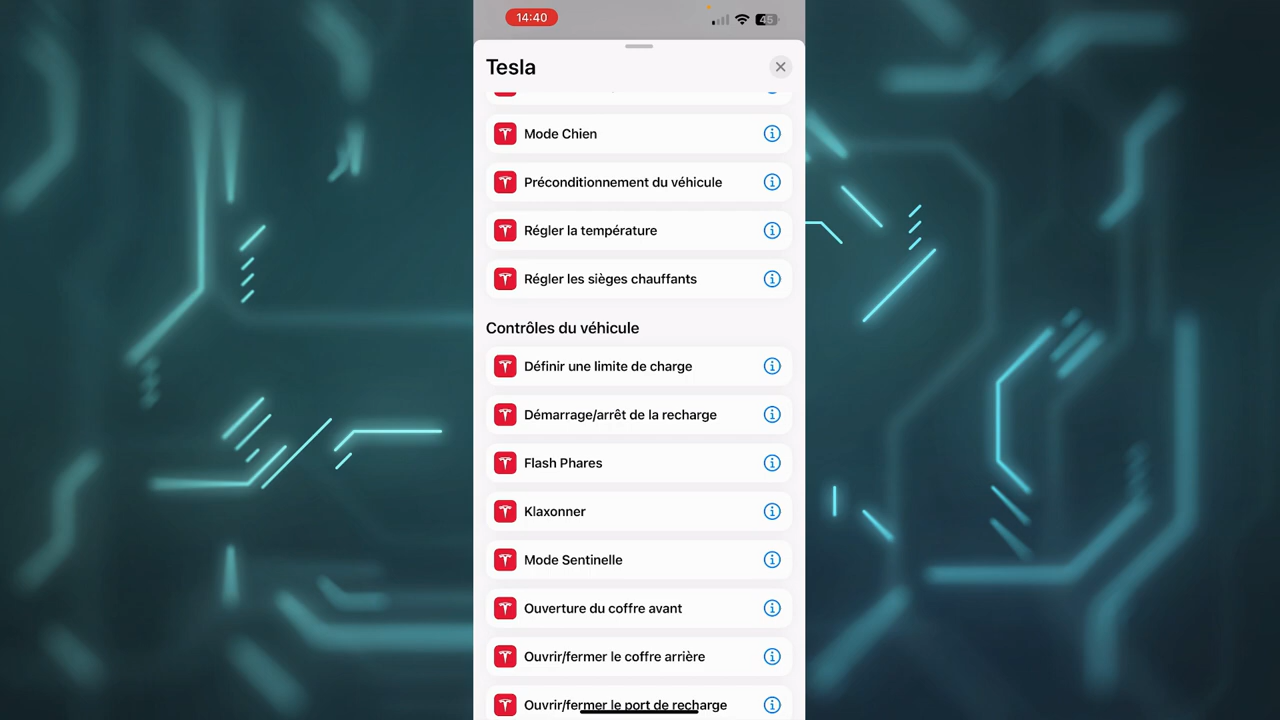 14:40
45
Tesla
Mode Chien
Préconditionnement du véhicule
Régler la température
Régler les sièges chauffants
Contrôles du véhicule
Définir une limite de charge
Démarrage/arrêt de la recharge
Flash Phares
Klaxonner
Mode Sentinelle
Ouverture du coffre avant
Ouvrir/fermer le coffre arrière
Ouvrir/fermer le port de recharge